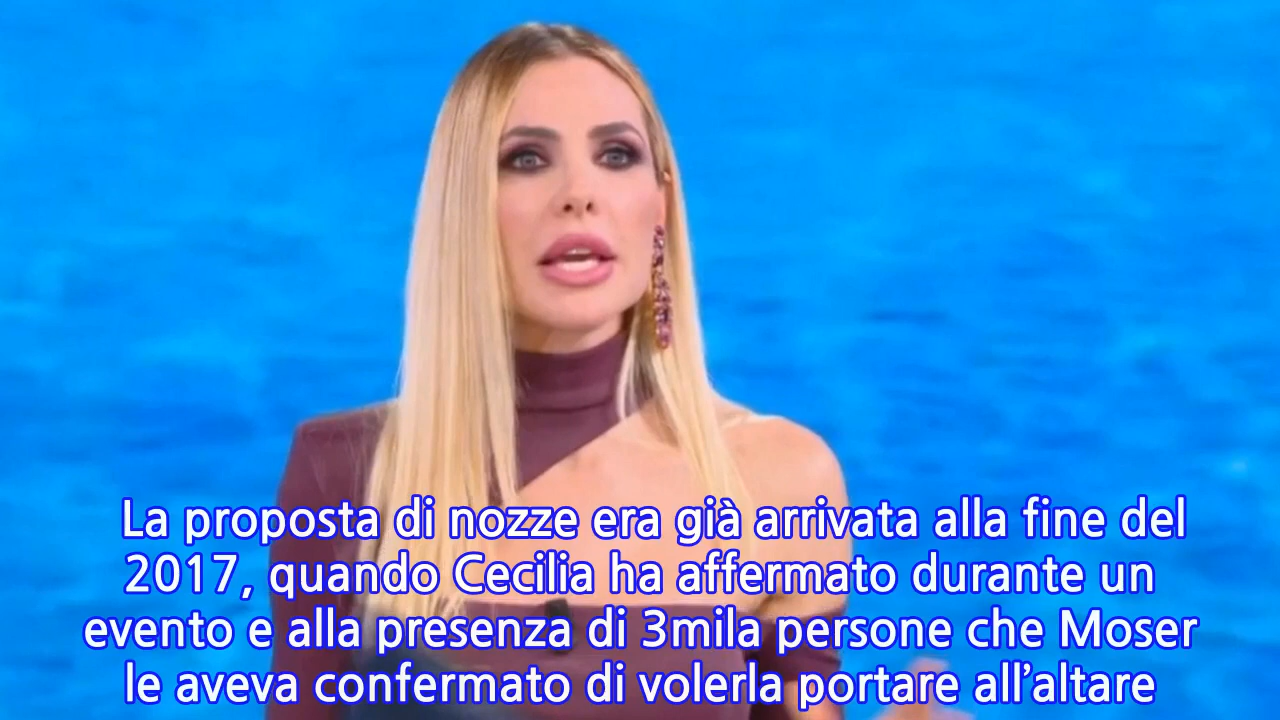 La proposta di nozze era già arrivata alla fine del
2017, quando Cecilia ha affermato durante un
evento e alla presenza di 3mila persone che Moser
le aveva confermato di volerla portare all’altare